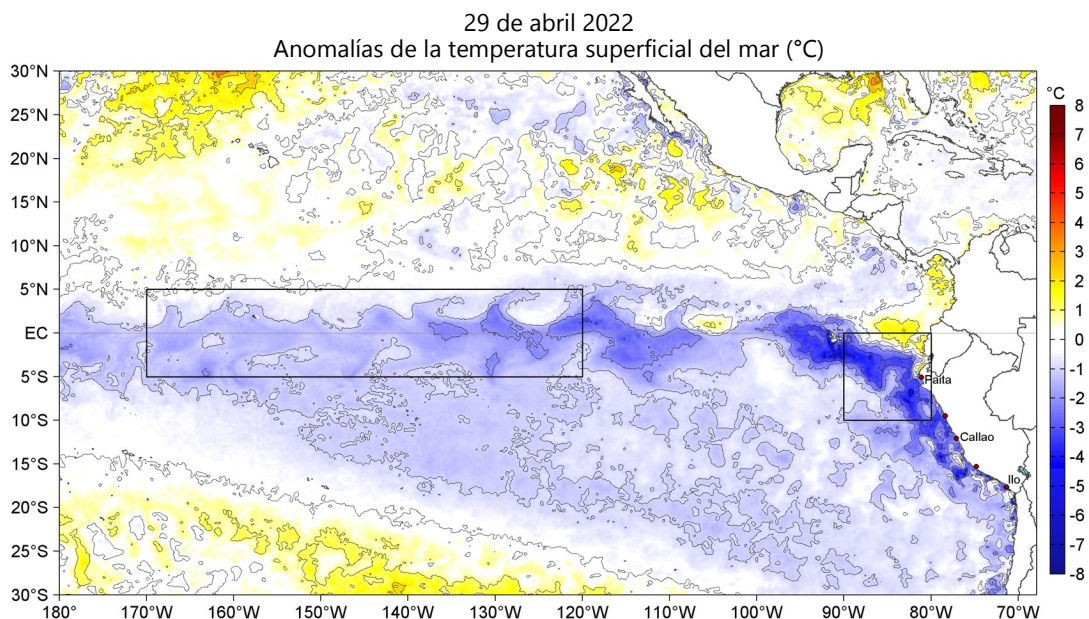 29 de abril 2022
Anomalías de la temperatura superficial del mar (°C)
30°N
25°N
20°N
15°N
10°N
5°N
EC
5°S
10°S
15°S
20°S
25°S
30°S
180
170°W
160°W
150°W
140°W
130°W
120°W
110°W
100°W
90°W
80°W
70°W
Paita
Callao
Ilo
°C
8
7
6
5
4
3
2
1
0
-1
-2
-3
-4
-5
-6
-7
-8